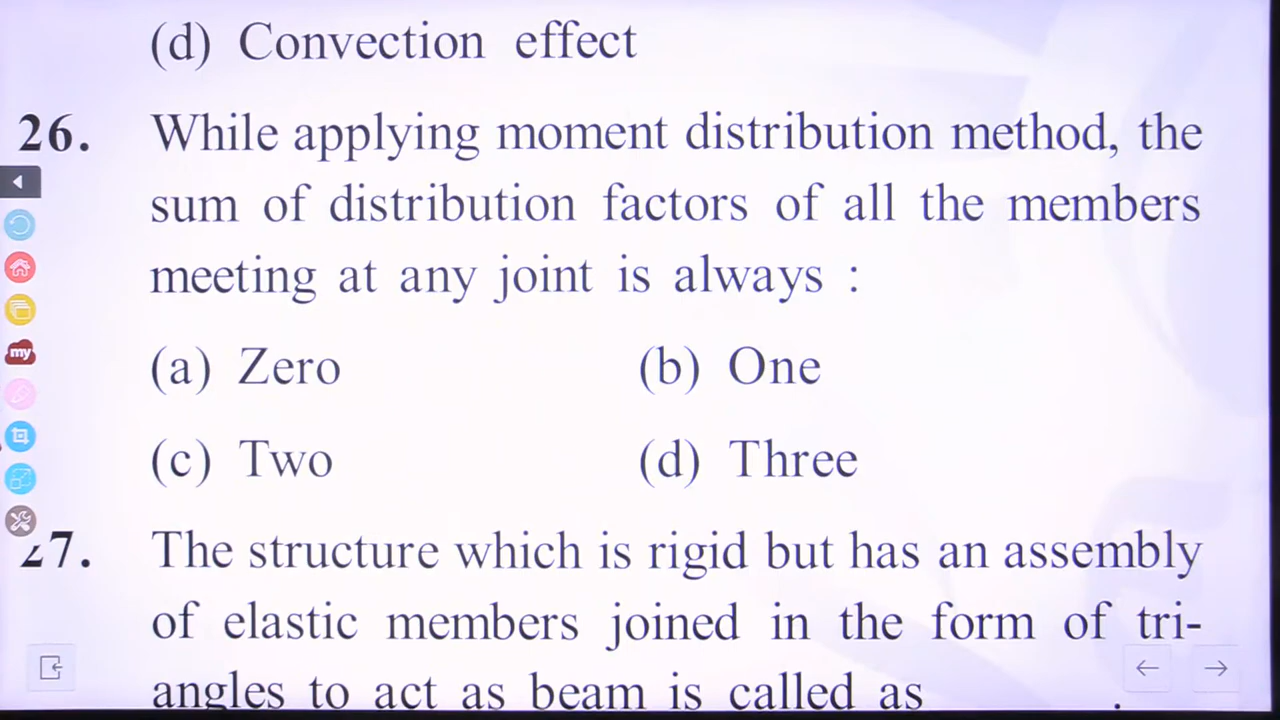 (d) Convection effect
26. While applying moment distribution method, the
sum of distribution factors of all the members
meeting at any joint is always :
(a) Zero (b) One
(c) Two (d) Three
27. The structure which is rigid but has an assembly
of elastic members joined in the form of tri-
angles to act as beam is called as .
my